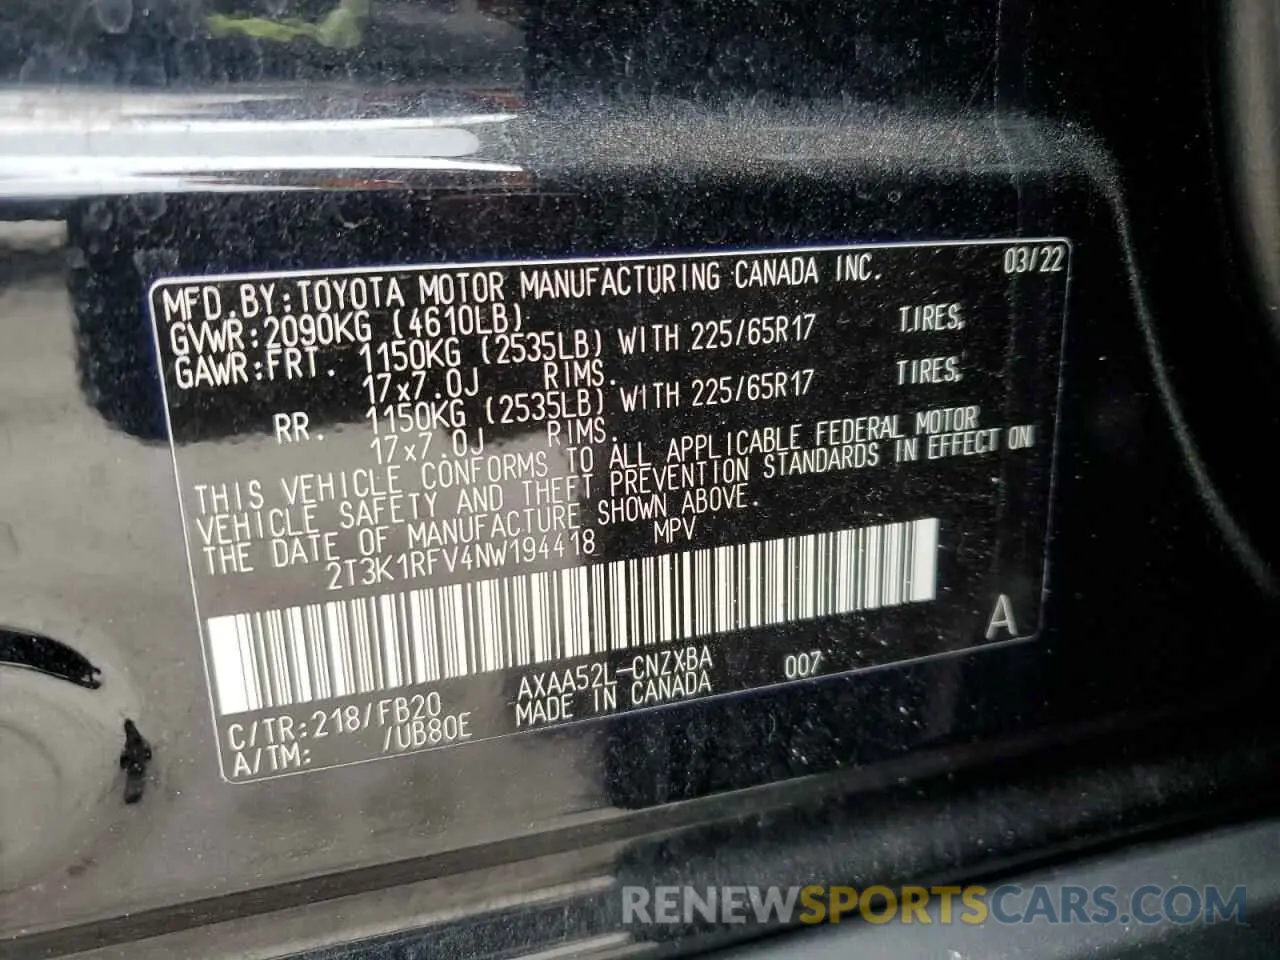 MFD.BY:TOYOTA MOTOR MANUFACTURING CANADA INC. 03/22
GVWR:2090KG (4610LB)
GAWR:FRT. 1150KG (2535LB) WITH 225/65R17 TIRES,
17x7.0J RIMS.
RR. 1150KG (2535LB) WITH 225/65R17 TIRES,
17x7.0J RIMS.
THIS VEHICLE CONFORMS TO ALL APPLICABLE FEDERAL MOTOR
VEHICLE SAFETY AND THEFT PREVENTION STANDARDS IN EFFECT ON
THE DATE OF MANUFACTURE SHOWN ABOVE.
2T3K1RFV4NW194418 MPV
A
C/TR:218/FB20 AXAA52L-CNZXBA 007
A/TM: /UB80E MADE IN CANADA
RENEWSPORTSCARS.COM